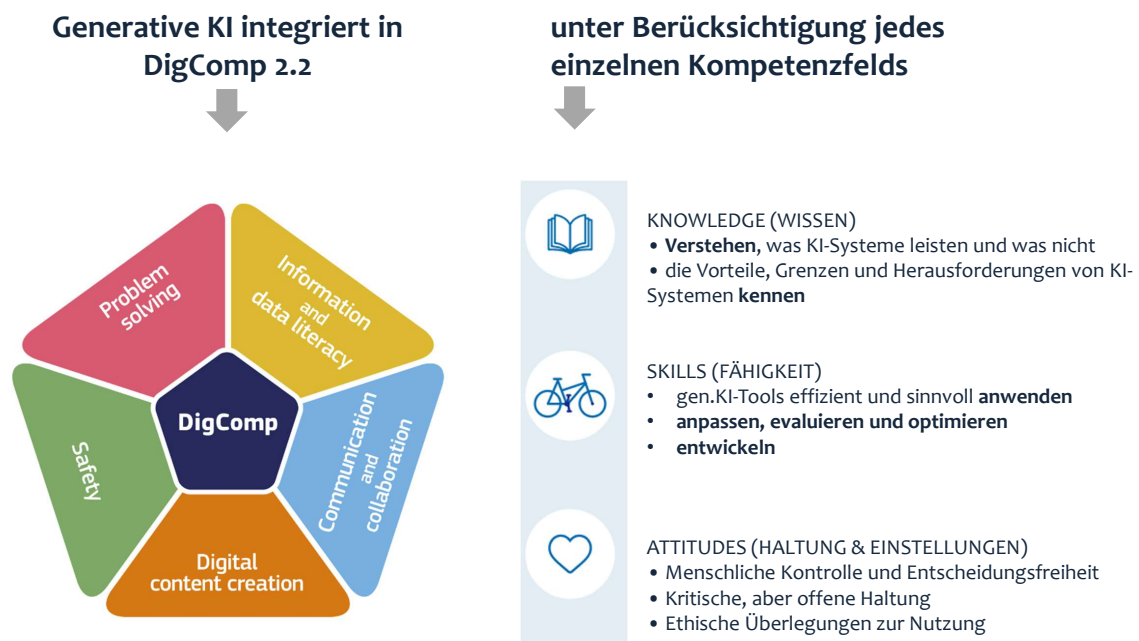 Generative KI integriert in
DigComp 2.2
unter Berücksichtigung jedes
einzelnen Kompetenzfelds
Problem
solving
Information
and
data literacy
DigComp
Safety
Communication
and
collaboration
Digital
content creation
KNOWLEDGE (WISSEN)
• Verstehen, was KI-Systeme leisten und was nicht
• die Vorteile, Grenzen und Herausforderungen von KI-
Systemen kennen
SKILLS (FÄHIGKEIT)
• gen.KI-Tools effizient und sinnvoll anwenden
• anpassen, evaluieren und optimieren
• entwickeln
ATTITUDES (HALTUNG & EINSTELLUNGEN)
• Menschliche Kontrolle und Entscheidungsfreiheit
• Kritische, aber offene Haltung
• Ethische Überlegungen zur Nutzung